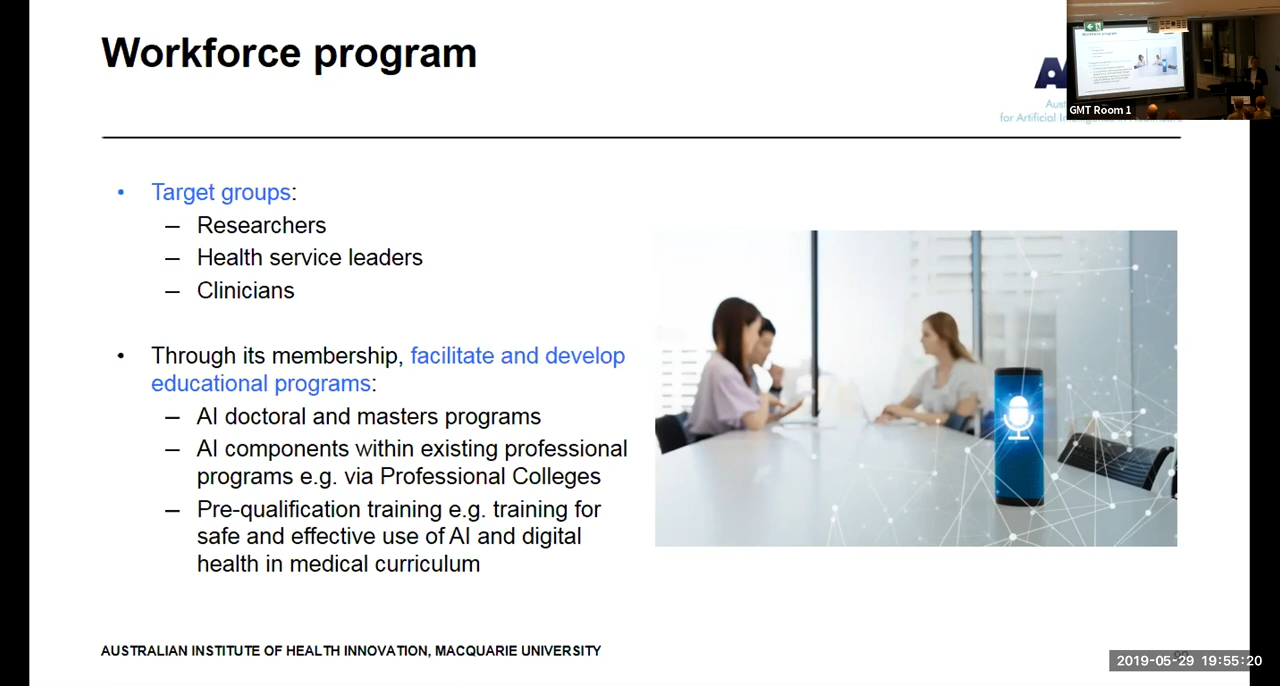 Workforce program
GMT Room 1
for Artificial
• Target groups:
– Researchers
– Health service leaders
– Clinicians
• Through its membership, facilitate and develop
educational programs:
– AI doctoral and masters programs
– AI components within existing professional
programs e.g. via Professional Colleges
– Pre-qualification training e.g. training for
safe and effective use of AI and digital
health in medical curriculum
AUSTRALIAN INSTITUTE OF HEALTH INNOVATION, MACQUARIE UNIVERSITY
2019-05-29 19:55:20